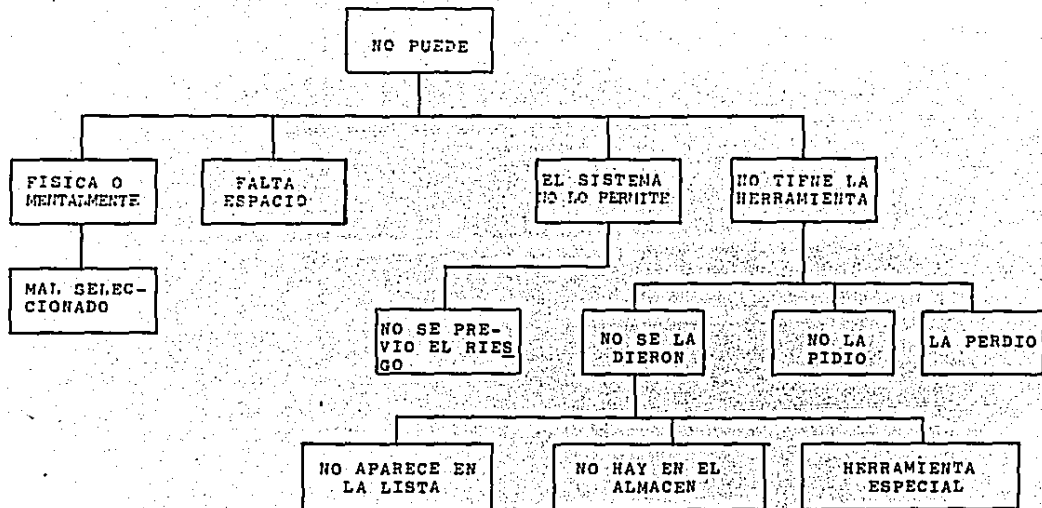 NO PUEDE
FISICA O
MENTALMENTE
FALTA
ESPACIO
EL SISTEMA
NO LO PERMITE
NO TIENE LA
HERRAMIENTA
MAL SELEC-
CIONADO
NO SE PRE-
VIO EL RIES
GO
NO SE LA
DIERON
NO LA
PIDIO
LA PERDIO
NO APARECE EN
LA LISTA
NO HAY EN EL
ALMACEN
HERRAMIENTA
ESPECIAL